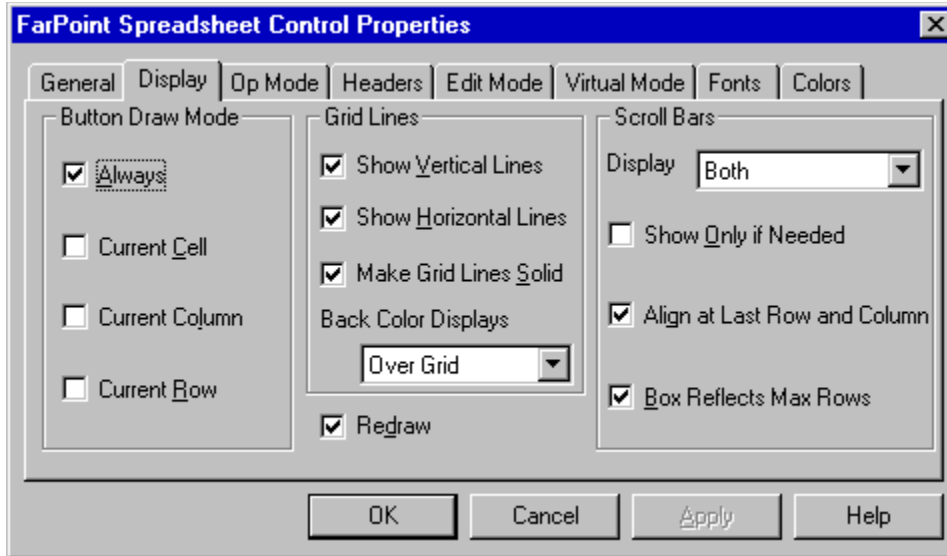 FarPoint Spreadsheet Control Properties
General Display Op Mode Headers Edit Mode Virtual Mode Fonts Colors
Button Draw Mode
Always
Current Cell
Current Column
Current Row
Grid Lines
Show Vertical Lines
Show Horizontal Lines
Make Grid Lines Solid
Back Color Displays
Over Grid
Redraw
Scroll Bars
Display Both
Show Only if Needed
Align at Last Row and Column
Box Reflects Max Rows
OK Cancel Apply Help